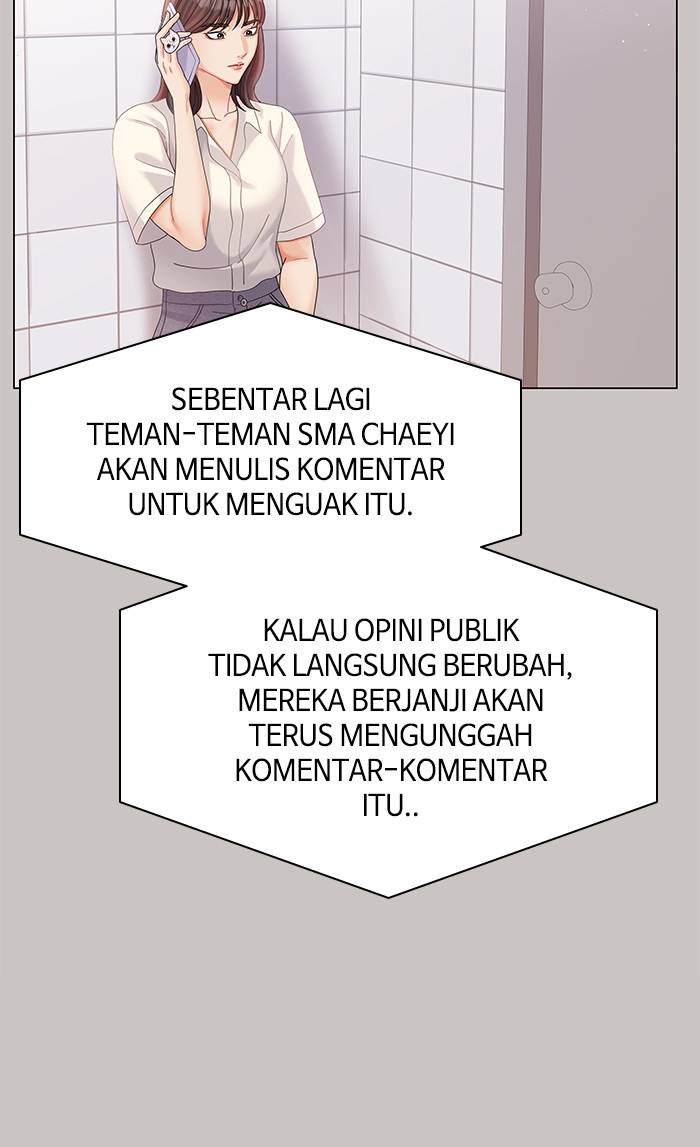 SEBENTAR LAGI
TEMAN-TEMAN SMA CHAEYI
AKAN MENULIS KOMENTAR
UNTUK MENGUAK ITU.
KALAU OPINI PUBLIK
TIDAK LANGSUNG BERUBAH,
MEREKA BERJANJI AKAN
TERUS MENGUNGGAH
KOMENTAR-KOMENTAR
ITU..